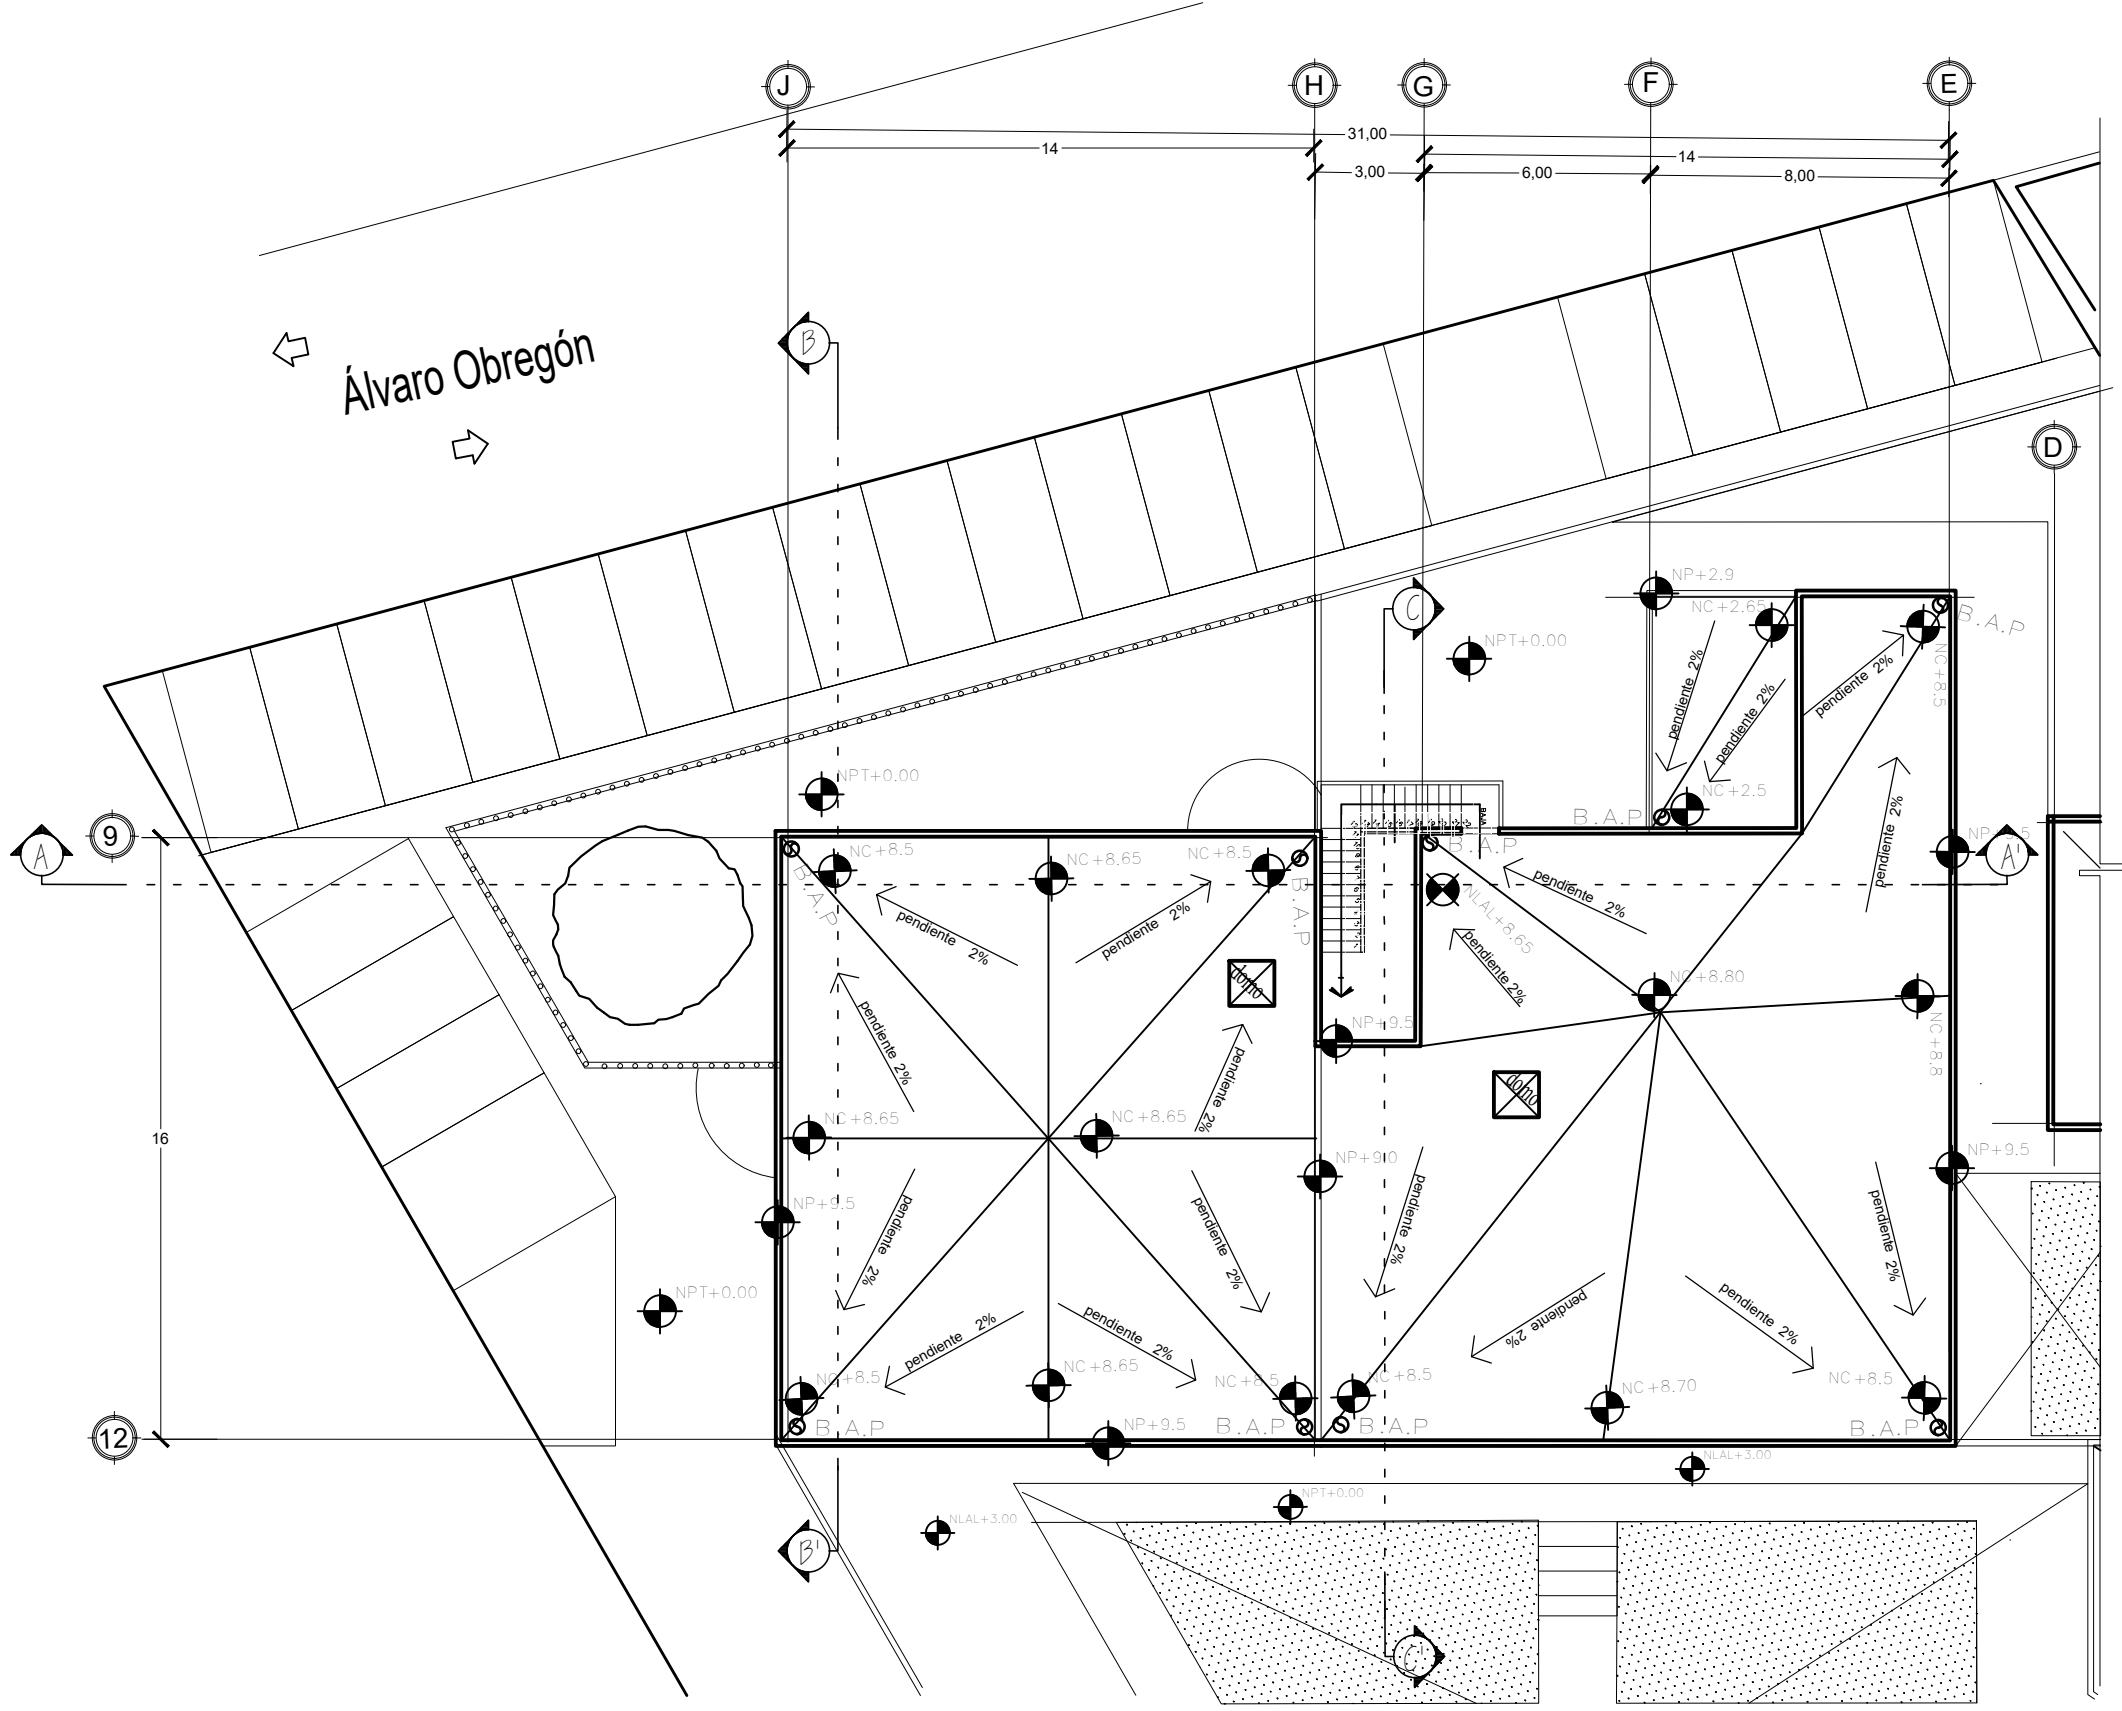 J
H
G
F
E
31,00
14
14
3,00
6,00
8,00
Álvaro Obregón
B
D
C
NP+2.9
NC+2.65
NPT+0.00
B.A.P
NC+8.5
pendiente 2%
pendiente 2%
pendiente 2%
pendiente 2%
NPT+0.00
NC+2.5
B.A.P
BAJA
9
A
NC+8.5
NC+8.65
NC+8.5
B.A.P
NP+9.5
A'
B.A.P
B.A.P
pendiente 2%
pendiente 2%
NLAL+8.65
pendiente 2%
pendiente 2%
domo
NC+8.80
pendiente 2%
NP+9.5
NC+8.8
pendiente 2%
domo
NC+8.65
NC+8.65
16
NP+9.0
NP+9.5
NP+9.5
pendiente 2%
pendiente 2%
pendiente 2%
pendiente 2%
NPT+0.00
pendiente 2%
pendiente 2%
pendiente 2%
pendiente 2%
NC+8.5
NC+8.65
NC+8.5
NC+8.5
NC+8.70
NC+8.5
12
B.A.P
NP+9.5
B.A.P
B.A.P
B.A.P
NLAL+3.00
NPT+0.00
NLAL+3.00
B'
C'